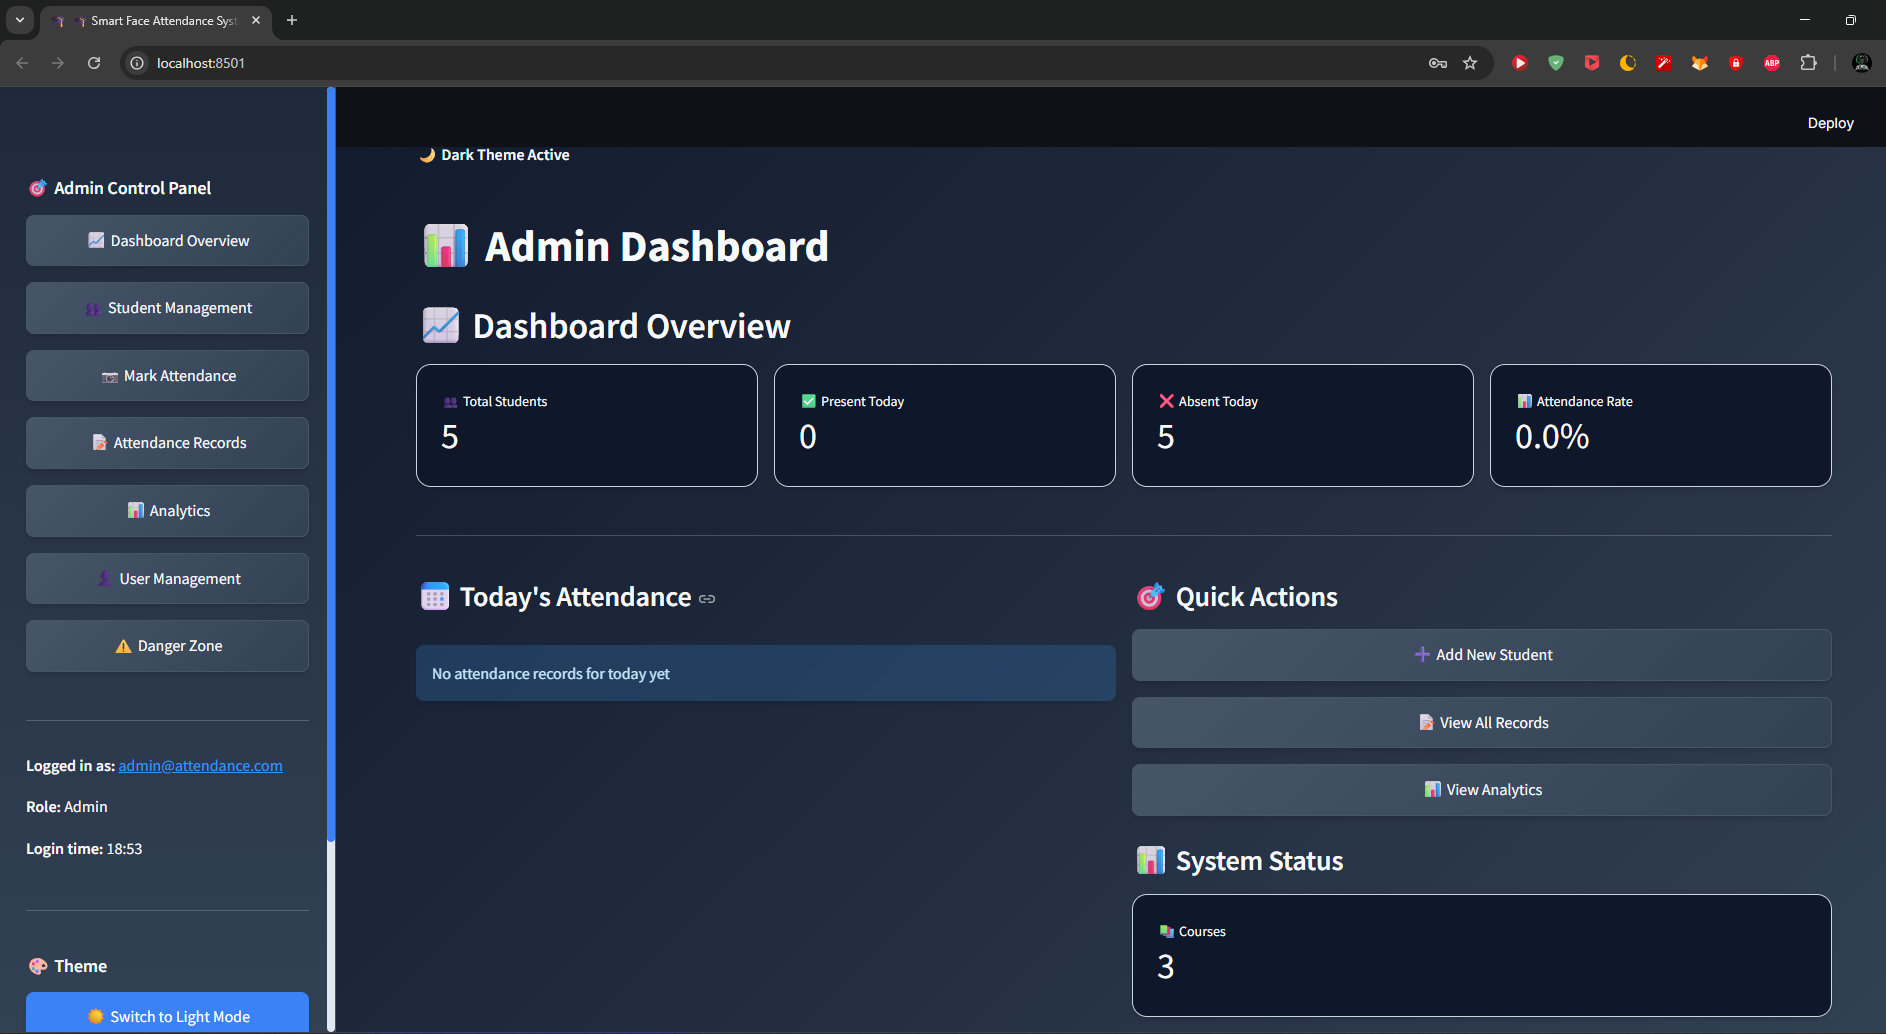 Smart Face Attendance Syst
localhost:8501
ABP
Deploy
Dark Theme Active
Admin Control Panel
Dashboard Overview
Student Management
Mark Attendance
Attendance Records
Analytics
User Management
Danger Zone
Logged in as: admin@attendance.com
Role: Admin
Login time: 18:53
Theme
Switch to Light Mode
Admin Dashboard
Dashboard Overview
Total Students
5
Present Today
0
Absent Today
5
Attendance Rate
0.0%
Today's Attendance
No attendance records for today yet
Quick Actions
Add New Student
View All Records
View Analytics
System Status
Courses
3